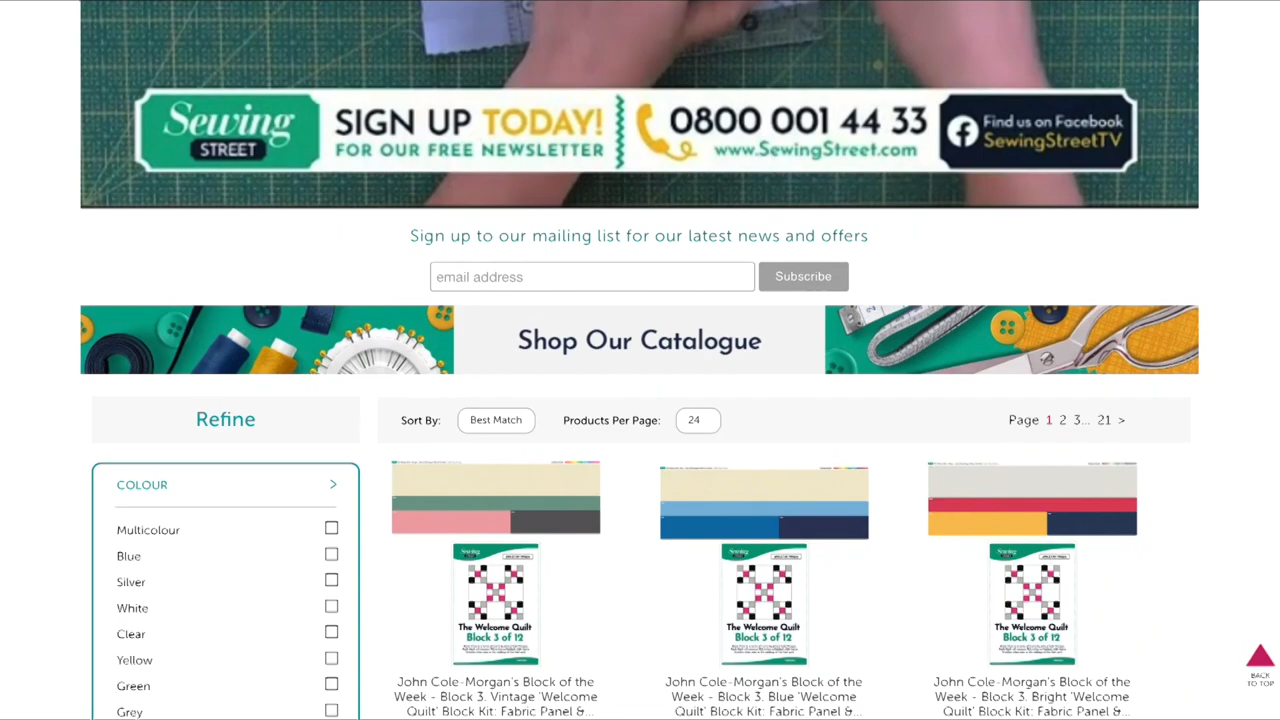 Sewing
STREET
SIGN UP TODAY!
FOR OUR FREE NEWSLETTER
0800 001 44 33
www.SewingStreet.com
Find us on Facebook
SewingStreetTV
Sign up to our mailing list for our latest news and offers
email address
Subscribe
Shop Our Catalogue
Refine
Sort By: Best Match Products Per Page: 24
Page 1 2 3... 21 >
COLOUR >
Multicolour
Blue
Silver
White
Clear
Yellow
Green
Grey
Sewing
The Welcome Quilt
Block 3 of 12
John Cole-Morgan's Block of the
Week - Block 3. Vintage 'Welcome
Quilt' Block Kit: Fabric Panel &...
Sewing
The Welcome Quilt
Block 3 of 12
John Cole-Morgan's Block of the
Week - Block 3. Blue 'Welcome
Quilt' Block Kit: Fabric Panel &...
Sewing
The Welcome Quilt
Block 3 of 12
John Cole-Morgan's Block of the
Week - Block 3. Bright 'Welcome
Quilt' Block Kit: Fabric Panel &...
BACK
TO TOP